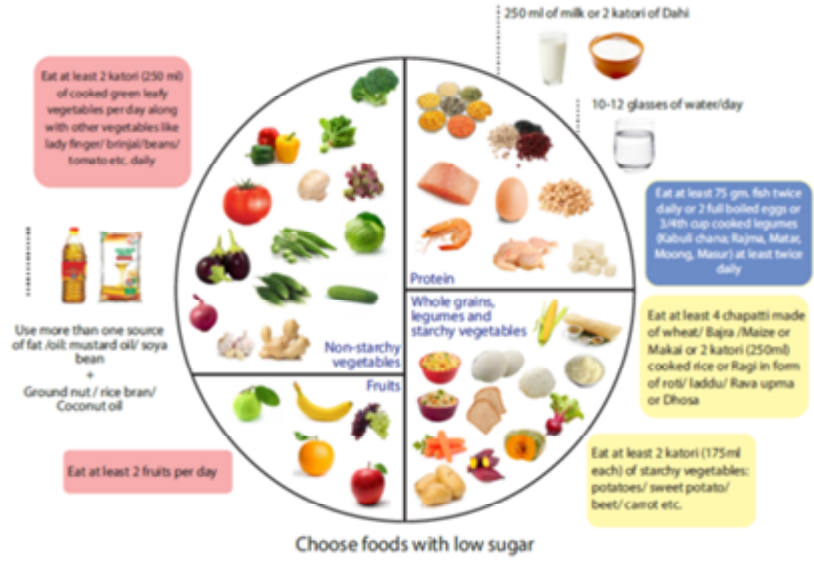 250 ml of milk or 2 katori of Dahi
10-12 glasses of water/day
Eat at least 2 katori (250 ml)
of cooked green leafy
vegetables per day along
with other vegetables like
lady finger/ brinjal/beans/
tomato etc. daily
Eat at least 75 gm. fish twice
daily or 2 full boiled eggs or
3/4th cup cooked legumes
(Kabuli chana; Rajma, Matar,
Moong, Masur) at least twice
daily
Protein
Whole grains,
legumes and
starchy vegetables
Non-starchy
vegetables
Fruits
Use more than one source
of fat /oil: mustard oil/ soya
bean
+
Ground nut / rice bran/
Coconut oil
Eat at least 4 chapatti made
of wheat/ Bajra /Maize or
Makai or 2 katori (250ml)
cooked rice or Ragi in form
of roti/ laddu/ Rava upma
or Dhosa
Eat at least 2 fruits per day
Eat at least 2 katori (175ml
each) of starchy vegetables:
potatoes/ sweet potato/
beet/ carrot etc.
Choose foods with low sugar